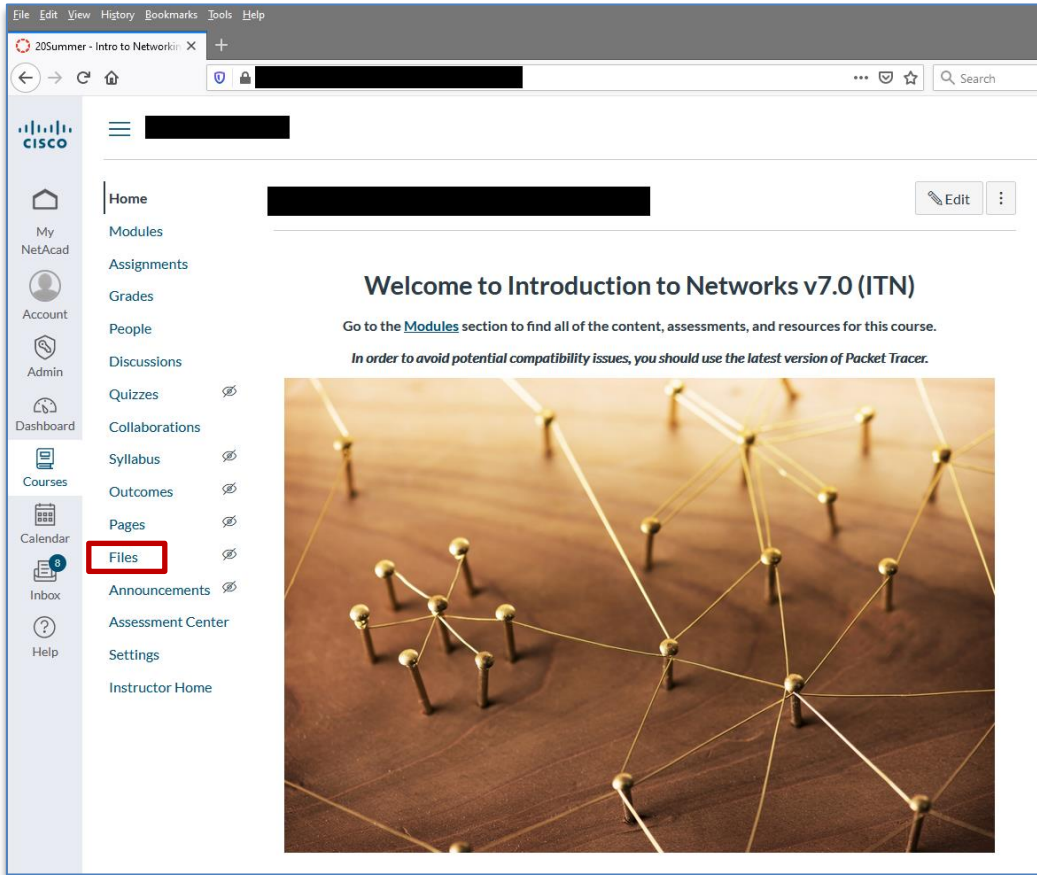 File Edit View History Bookmarks Tools Help
20Summer - Intro to Networkin
Search
CISCO
My
NetAcad
Account
Admin
Dashboard
Courses
Calendar
8
Inbox
Help
Home
Modules
Assignments
Grades
People
Discussions
Quizzes
Collaborations
Syllabus
Outcomes
Pages
Files
Announcements
Assessment Center
Settings
Instructor Home
Edit
Welcome to Introduction to Networks v7.0 (ITN)
Go to the Modules section to find all of the content, assessments, and resources for this course.
In order to avoid potential compatibility issues, you should use the latest version of Packet Tracer.